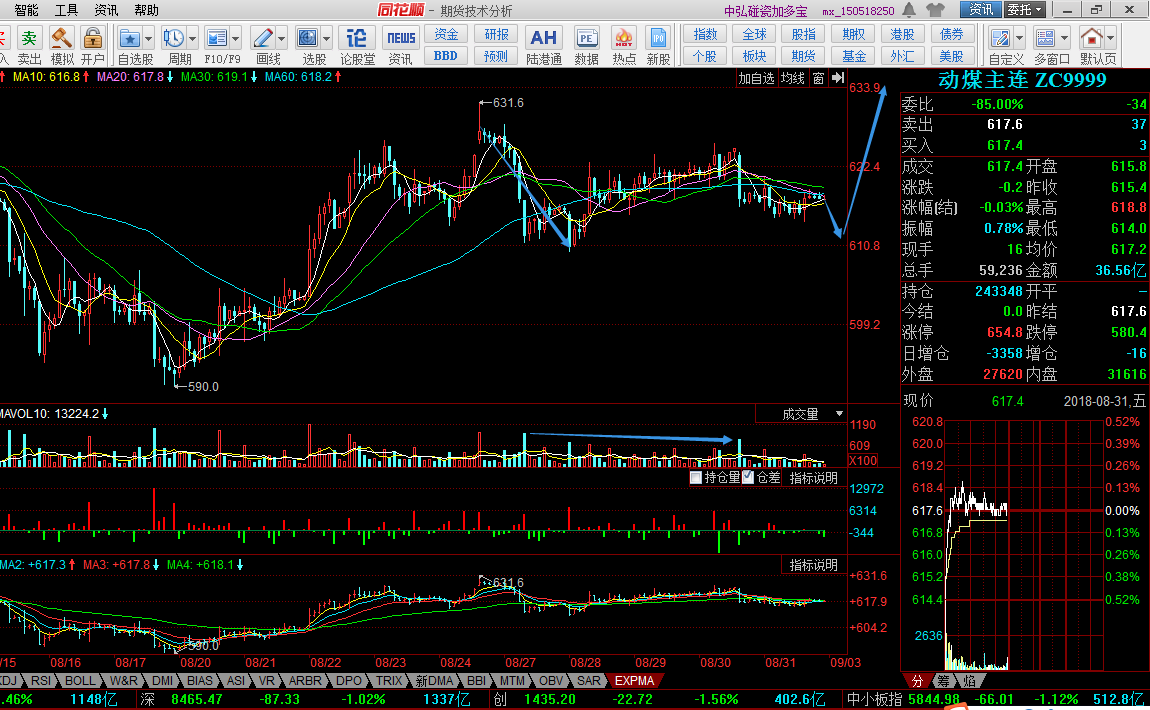 智能 工具 资讯 帮助 同花顺 - 期货技术分析 中弘碰瓷加多宝 mx_150518250 资讯 委托
卖 资金 研报 论 NEWS AH PE HOT 指数 全球 股指 期权 港股 债券
卖出 模拟 开户 自选股 周期 F10/F9 画线 选股 论股堂 资讯 BBD 预测 陆港通 数据 热点 新股 个股 板块 期货 基金 外汇 美股 自定义 多窗口 默认页
MA10: 616.8 MA20: 617.8 MA30: 619.1 MA60: 618.2 加自选 均线 窗
动煤主连 ZC9999
633.9
622.4
610.8
599.2
631.6
590.0
委比 -85.00% -34
卖出 617.6 37
买入 617.4 3
成交 617.4 开盘 615.8
涨跌 -0.2 昨收 615.4
涨幅(结) -0.03% 最高 618.8
振幅 0.78% 最低 614.0
现手 16 均价 617.2
总手 59,236 金额 36.56亿
持仓 243348 开平 -
今结 0.0 昨结 617.6
涨停 654.8 跌停 580.4
日增仓 -3358 增仓 -16
外盘 27620 内盘 31616
现价 617.4 2018-08-31,五
MAVOL10: 13224.2 成交量
1190
609
X100
持仓量 仓差 指标说明
12972
6314
-344
MA2: +617.3 MA3: +617.8 MA4: +618.1 指标说明
631.6
590.0
+631.6
+617.9
+604.2
620.8 0.52%
620.0 0.39%
619.2 0.26%
618.4 0.13%
617.6 0.00%
616.8 0.13%
616.0 0.26%
615.2 0.38%
614.4 0.52%
2636
/15 08/16 08/17 08/20 08/21 08/22 08/23 08/24 08/27 08/28 08/29 08/30 08/31 09/03
KDJ RSI BOLL W&R DMI BIAS ASI VR ARBR DPO TRIX 新DMA BBI MTM OBV SAR EXPMA 分 筹 焰
.46% 1148亿 深 8465.47 -87.33 -1.02% 1337亿 创 1435.20 -22.72 -1.56% 402.6亿 中小板指 5844.98 -66.01 -1.12% 512.8亿